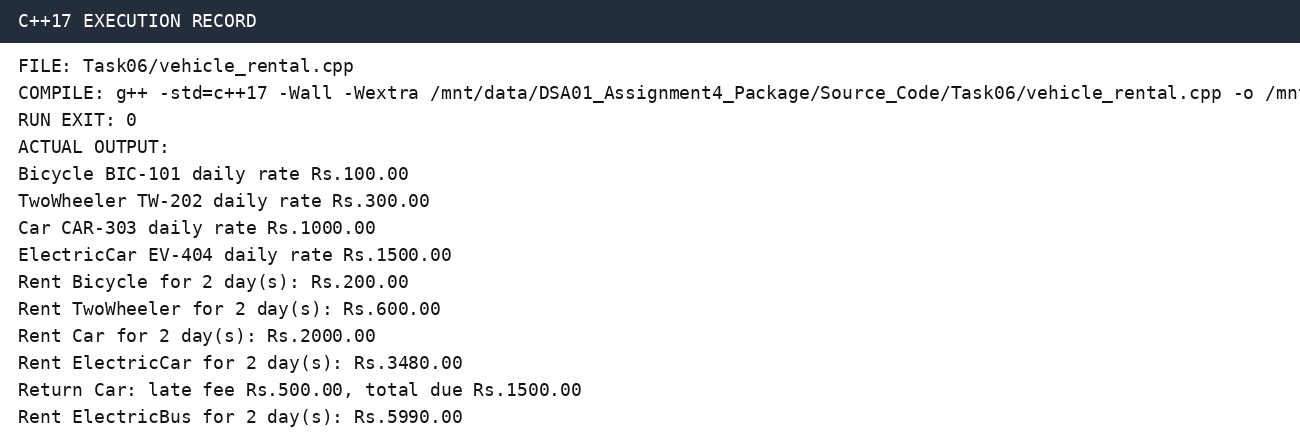 C++17 EXECUTION RECORD
FILE: Task06/vehicle_rental.cpp
COMPILE: g++ -std=c++17 -Wall -Wextra /mnt/data/DSA01_Assignment4_Package/Source_Code/Task06/vehicle_rental.cpp -o /mn
RUN EXIT: 0
ACTUAL OUTPUT:
Bicycle BIC-101 daily rate Rs.100.00
TwoWheeler TW-202 daily rate Rs.300.00
Car CAR-303 daily rate Rs.1000.00
ElectricCar EV-404 daily rate Rs.1500.00
Rent Bicycle for 2 day(s): Rs.200.00
Rent TwoWheeler for 2 day(s): Rs.600.00
Rent Car for 2 day(s): Rs.2000.00
Rent ElectricCar for 2 day(s): Rs.3480.00
Return Car: late fee Rs.500.00, total due Rs.1500.00
Rent ElectricBus for 2 day(s): Rs.5990.00